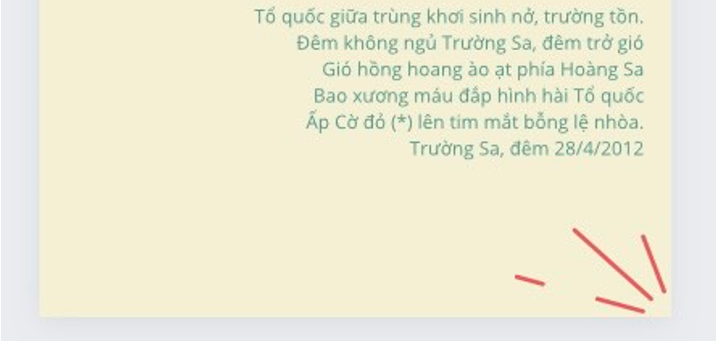 Tổ quốc giữa trùng khơi sinh nở, trường tồn.
Đêm không ngủ Trường Sa, đêm trở gió
Gió hồng hoang ào ạt phía Hoàng Sa
Bao xương máu đắp hình hài Tổ quốc
Ấp Cờ đỏ (*) lên tim mắt bỗng lệ nhòa.
Trường Sa, đêm 28/4/2012